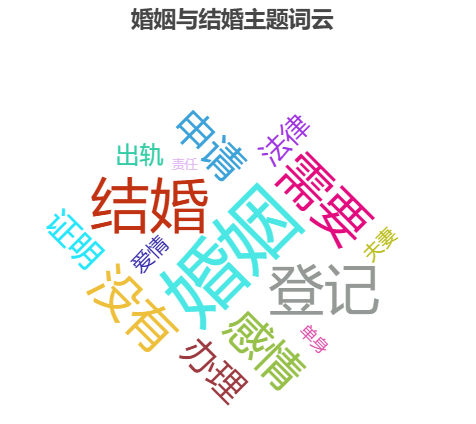 婚姻与结婚主题词云
申请
法律
出轨
责任
需要
结婚
婚姻
证明
爱情
夫妻
没有
登记
感情
单身
办理